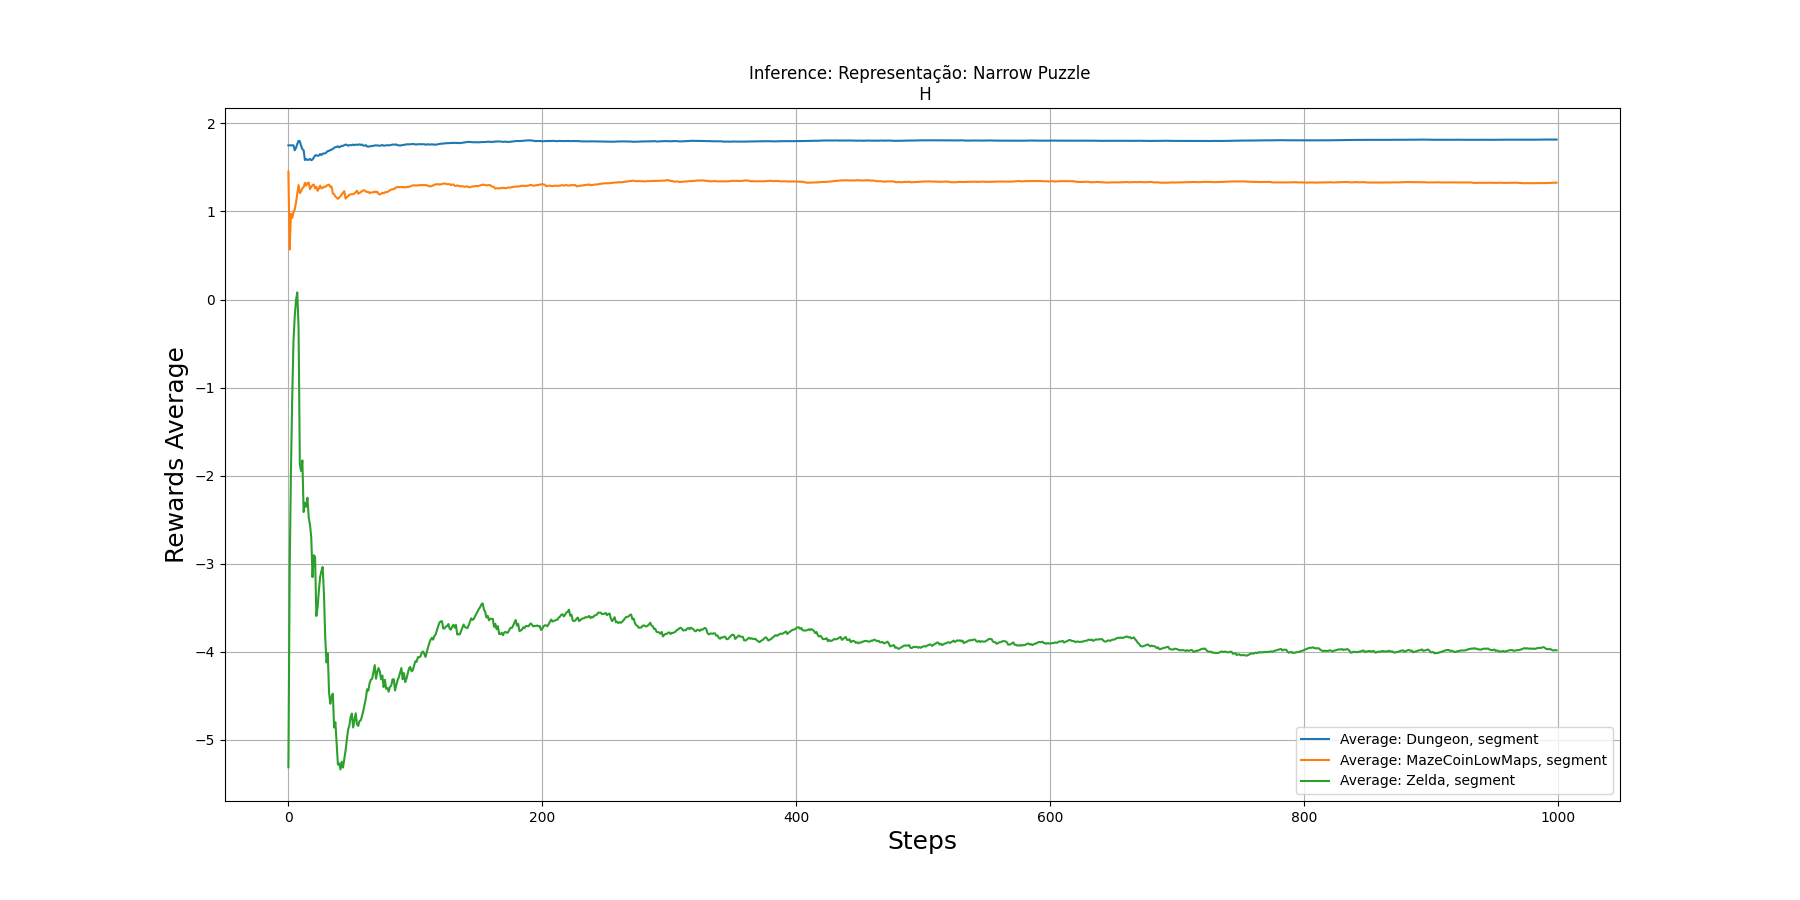 Inference: Representação: Narrow Puzzle
H
2
1
0
−1
−2
−3
−4
−5
Rewards Average
0 200 400 600 800 1000
Steps
Average: Dungeon, segment
Average: MazeCoinLowMaps, segment
Average: Zelda, segment